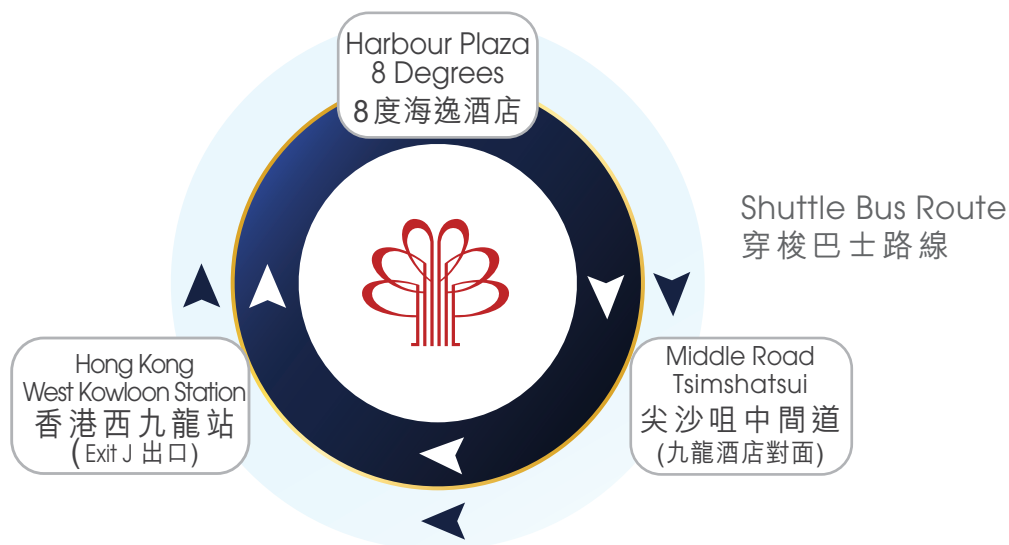 Harbour Plaza
8 Degrees
8度海逸酒店
Shuttle Bus Route
穿梭巴士路線
Hong Kong
West Kowloon Station
香港西九龍站
(Exit J 出口)
Middle Road
Tsimshatsui
尖沙咀中間道
(九龍酒店對面)